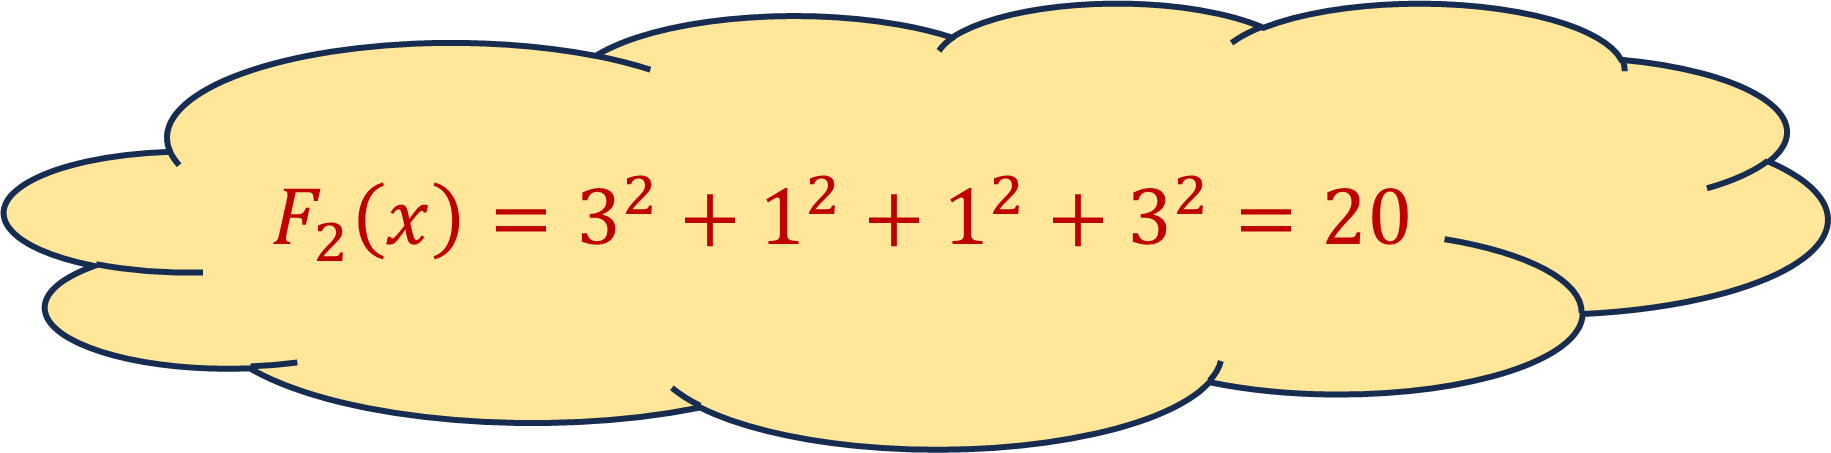 F₂(x) = 3² + 1² + 1² + 3² = 20